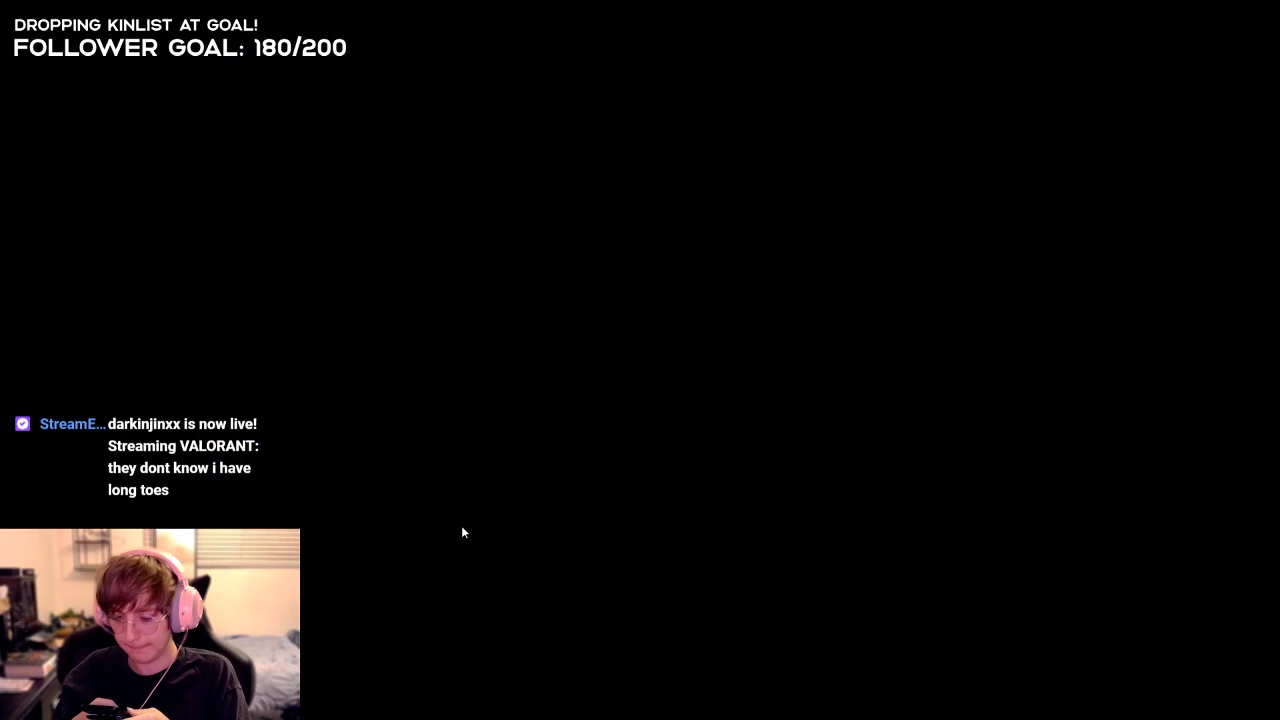 DROPPING KINLIST AT GOAL!
FOLLOWER GOAL: 180/200
StreamE... darkinjinxx is now live!
Streaming VALORANT:
they dont know i have
long toes